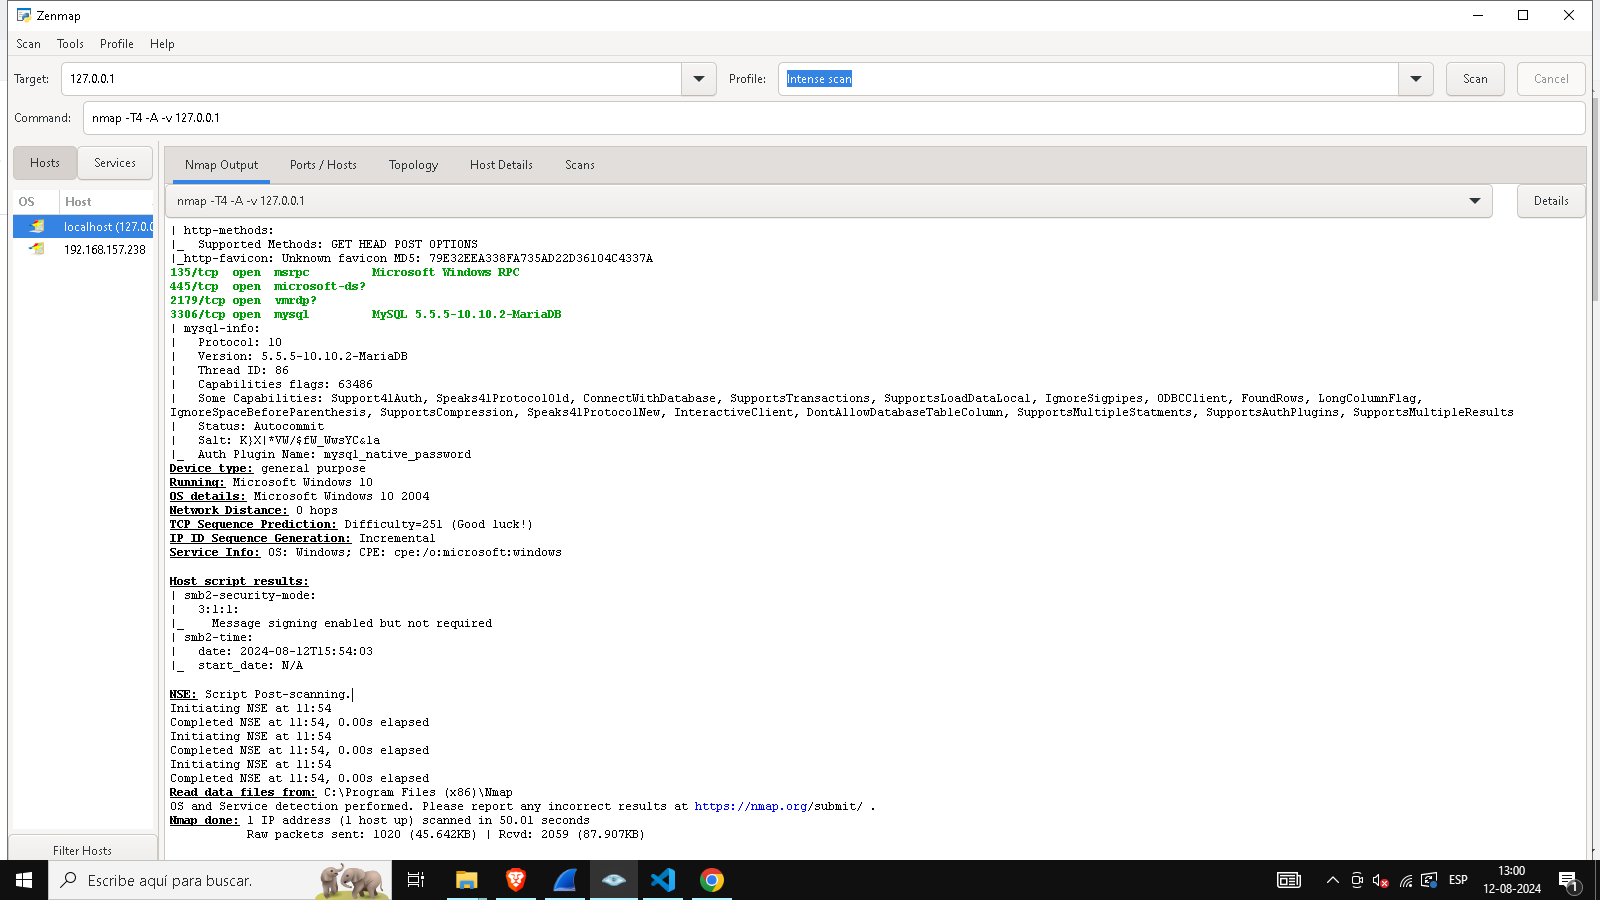 Zenmap
Scan Tools Profile Help
Target: 127.0.0.1 Profile: Intense scan Scan Cancel
Command: nmap -T4 -A -v 127.0.0.1
Hosts Services Nmap Output Ports / Hosts Topology Host Details Scans
OS Host
localhost (127.0.0
192.168.157.238
nmap -T4 -A -v 127.0.0.1 Details
| http-methods:
|_  Supported Methods: GET HEAD POST OPTIONS
|_http-favicon: Unknown favicon MD5: 79E32EEA338FA735AD22D36104C4337A
135/tcp  open  msrpc         Microsoft Windows RPC
445/tcp  open  microsoft-ds?
2179/tcp open  vmrdp?
3306/tcp open  mysql         MySQL 5.5.5-10.10.2-MariaDB
| mysql-info:
|   Protocol: 10
|   Version: 5.5.5-10.10.2-MariaDB
|   Thread ID: 86
|   Capabilities flags: 63486
|   Some Capabilities: Support41Auth, Speaks41ProtocolOld, ConnectWithDatabase, SupportsTransactions, SupportsLoadDataLocal, IgnoreSigpipes, ODBCClient, FoundRows, LongColumnFlag,
IgnoreSpaceBeforeParenthesis, SupportsCompression, Speaks41ProtocolNew, InteractiveClient, DontAllowDatabaseTableColumn, SupportsMultipleStatments, SupportsAuthPlugins, SupportsMultipleResults
|   Status: Autocommit
|   Salt: K}X|*VW/$fW_WwsYC&1a
|_  Auth Plugin Name: mysql_native_password
Device type: general purpose
Running: Microsoft Windows 10
OS details: Microsoft Windows 10 2004
Network Distance: 0 hops
TCP Sequence Prediction: Difficulty=251 (Good luck!)
IP ID Sequence Generation: Incremental
Service Info: OS: Windows; CPE: cpe:/o:microsoft:windows
Host script results:
| smb2-security-mode:
|   3:1:1:
|_    Message signing enabled but not required
| smb2-time:
|   date: 2024-08-12T15:54:03
|_  start_date: N/A
NSE: Script Post-scanning.
Initiating NSE at 11:54
Completed NSE at 11:54, 0.00s elapsed
Initiating NSE at 11:54
Completed NSE at 11:54, 0.00s elapsed
Initiating NSE at 11:54
Completed NSE at 11:54, 0.00s elapsed
Read data files from: C:\Program Files (x86)\Nmap
OS and Service detection performed. Please report any incorrect results at https://nmap.org/submit/ .
Nmap done: 1 IP address (1 host up) scanned in 50.01 seconds
Raw packets sent: 1020 (45.642KB) | Rcvd: 2059 (87.907KB)
Filter Hosts
Escribe aquí para buscar.
ESP
13:00
12-08-2024
1